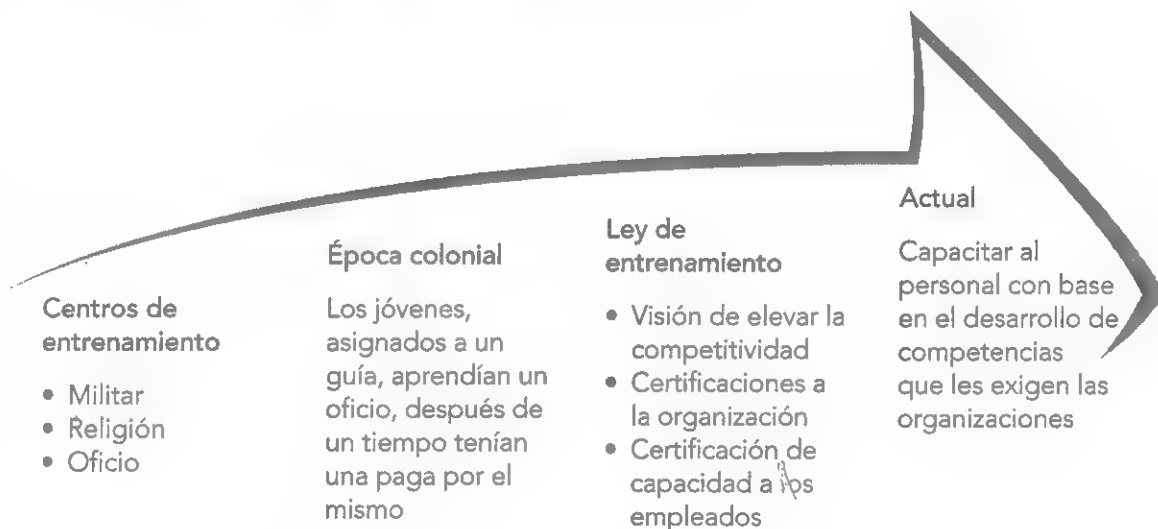 Centros de
entrenamiento
• Militar
• Religión
• Oficio
Época colonial
Los jóvenes,
asignados a un
guía, aprendían un
oficio, después de
un tiempo tenían
una paga por el
mismo
Ley de
entrenamiento
• Visión de elevar la
competitividad
• Certificaciones a
la organización
• Certificación de
capacidad a los
empleados
Actual
Capacitar al
personal con base
en el desarrollo de
competencias
que les exigen las
organizaciones